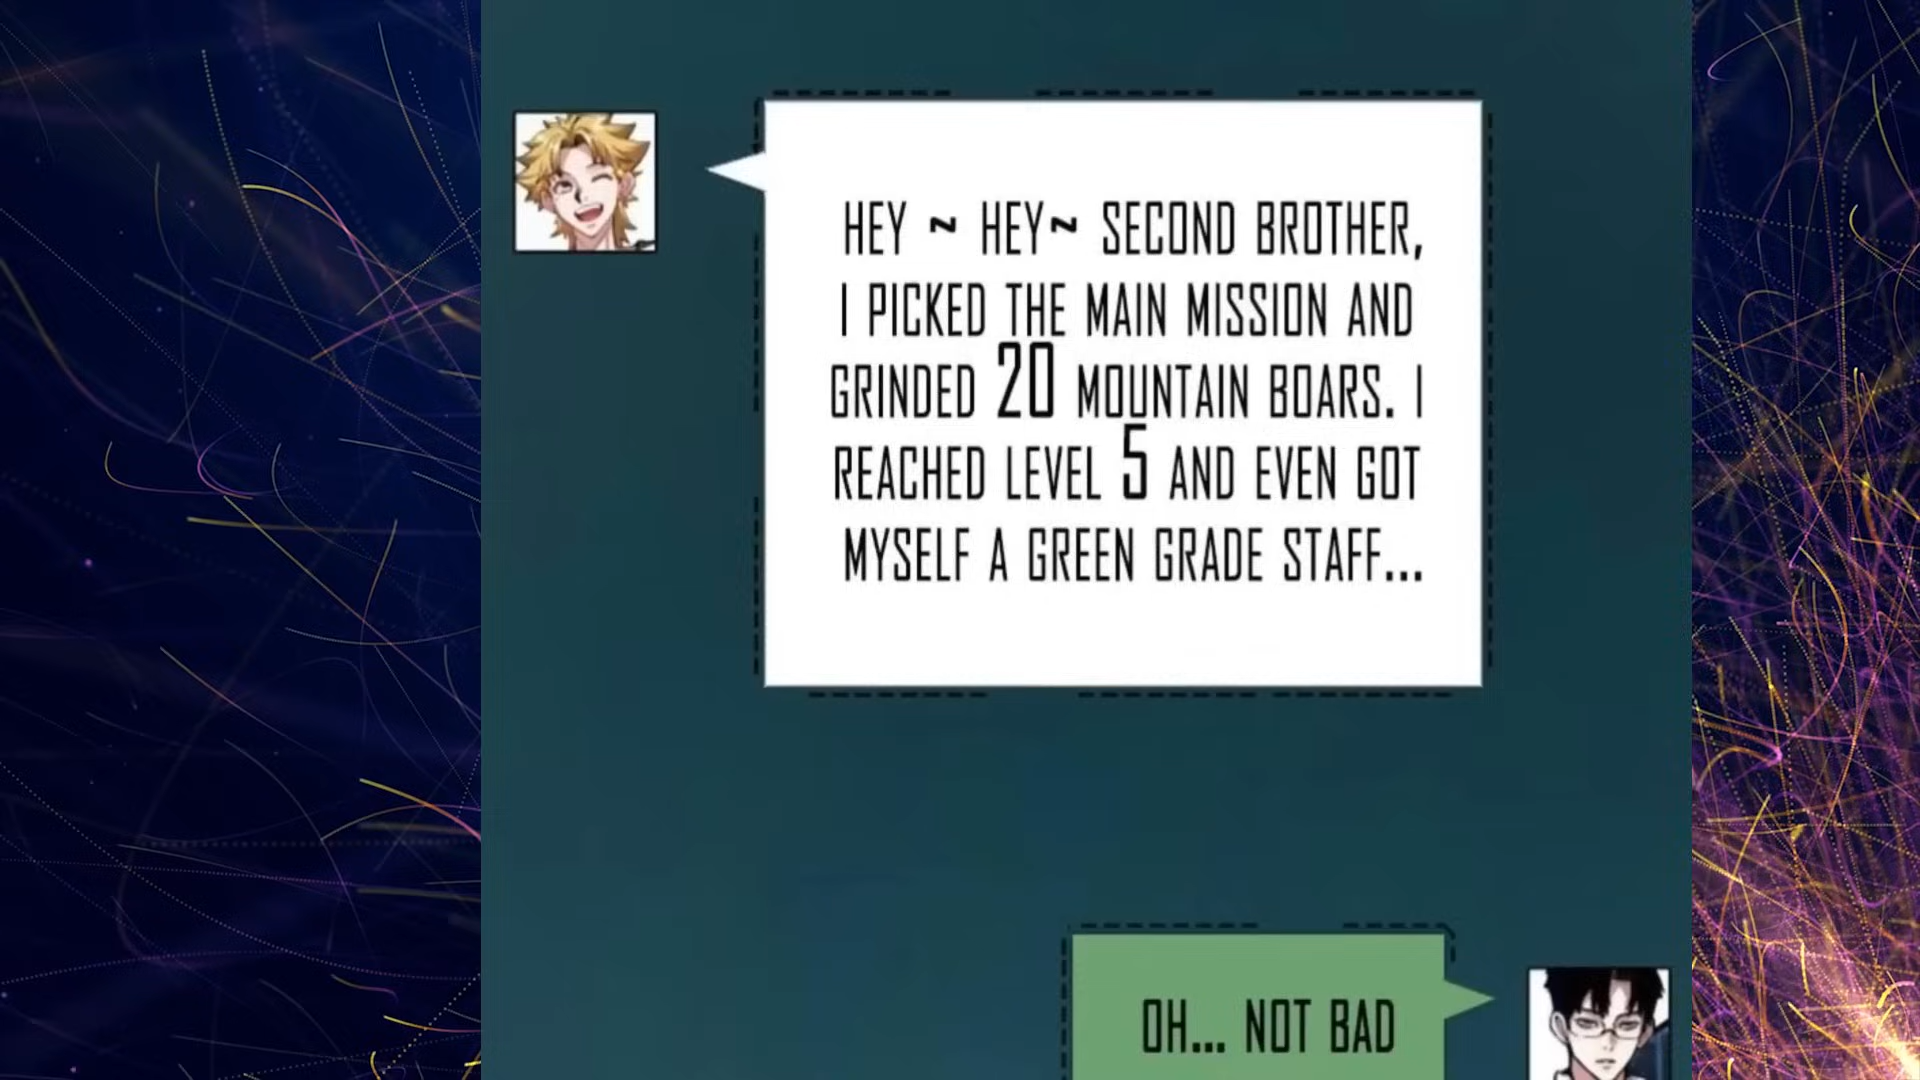 HEY ~ HEY~ SECOND BROTHER,
I PICKED THE MAIN MISSION AND
GRINDED 20 MOUNTAIN BOARS. I
REACHED LEVEL 5 AND EVEN GOT
MYSELF A GREEN GRADE STAFF...
OH... NOT BAD